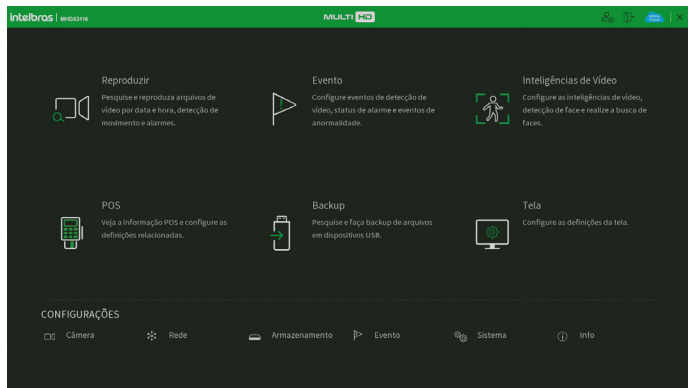 intelbras | MHDX3116
MULTI HD
Reproduzir
Pesquise e reproduza arquivos de
vídeo por data e hora, detecção de
movimento e alarmes.
Evento
Configure eventos de detecção de
vídeo, status de alarme e eventos de
anormalidade.
Inteligências de Vídeo
Configure as inteligências de vídeo,
detecção de face e realize a busca de
faces.
POS
Veja a informação POS e configure as
definições relacionadas.
Backup
Pesquise e faça backup de arquivos
em dispositivos USB.
Tela
Configure as definições da tela.
CONFIGURAÇÕES
Câmera
Rede
Armazenamento
Evento
Sistema
Info